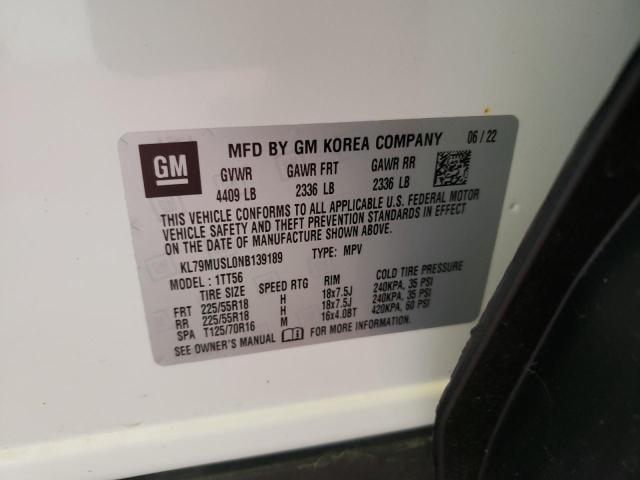 GM MFD BY GM KOREA COMPANY 06 / 22
GVWR GAWR FRT GAWR RR
4409 LB 2336 LB 2336 LB
THIS VEHICLE CONFORMS TO ALL APPLICABLE U.S. FEDERAL MOTOR
VEHICLE SAFETY AND THEFT PREVENTION STANDARDS IN EFFECT
ON THE DATE OF MANUFACTURE SHOWN ABOVE.
KL79MUSL0NB139189 TYPE: MPV
MODEL : 1TT56 SPEED RTG RIM COLD TIRE PRESSURE
FRT 225/55R18 H 18x7.5J 240KPA, 35 PSI
RR 225/55R18 H 18x7.5J 240KPA, 35 PSI
SPA T125/70R16 M 16x4.0BT 420KPA, 60 PSI
SEE OWNER'S MANUAL FOR MORE INFORMATION.